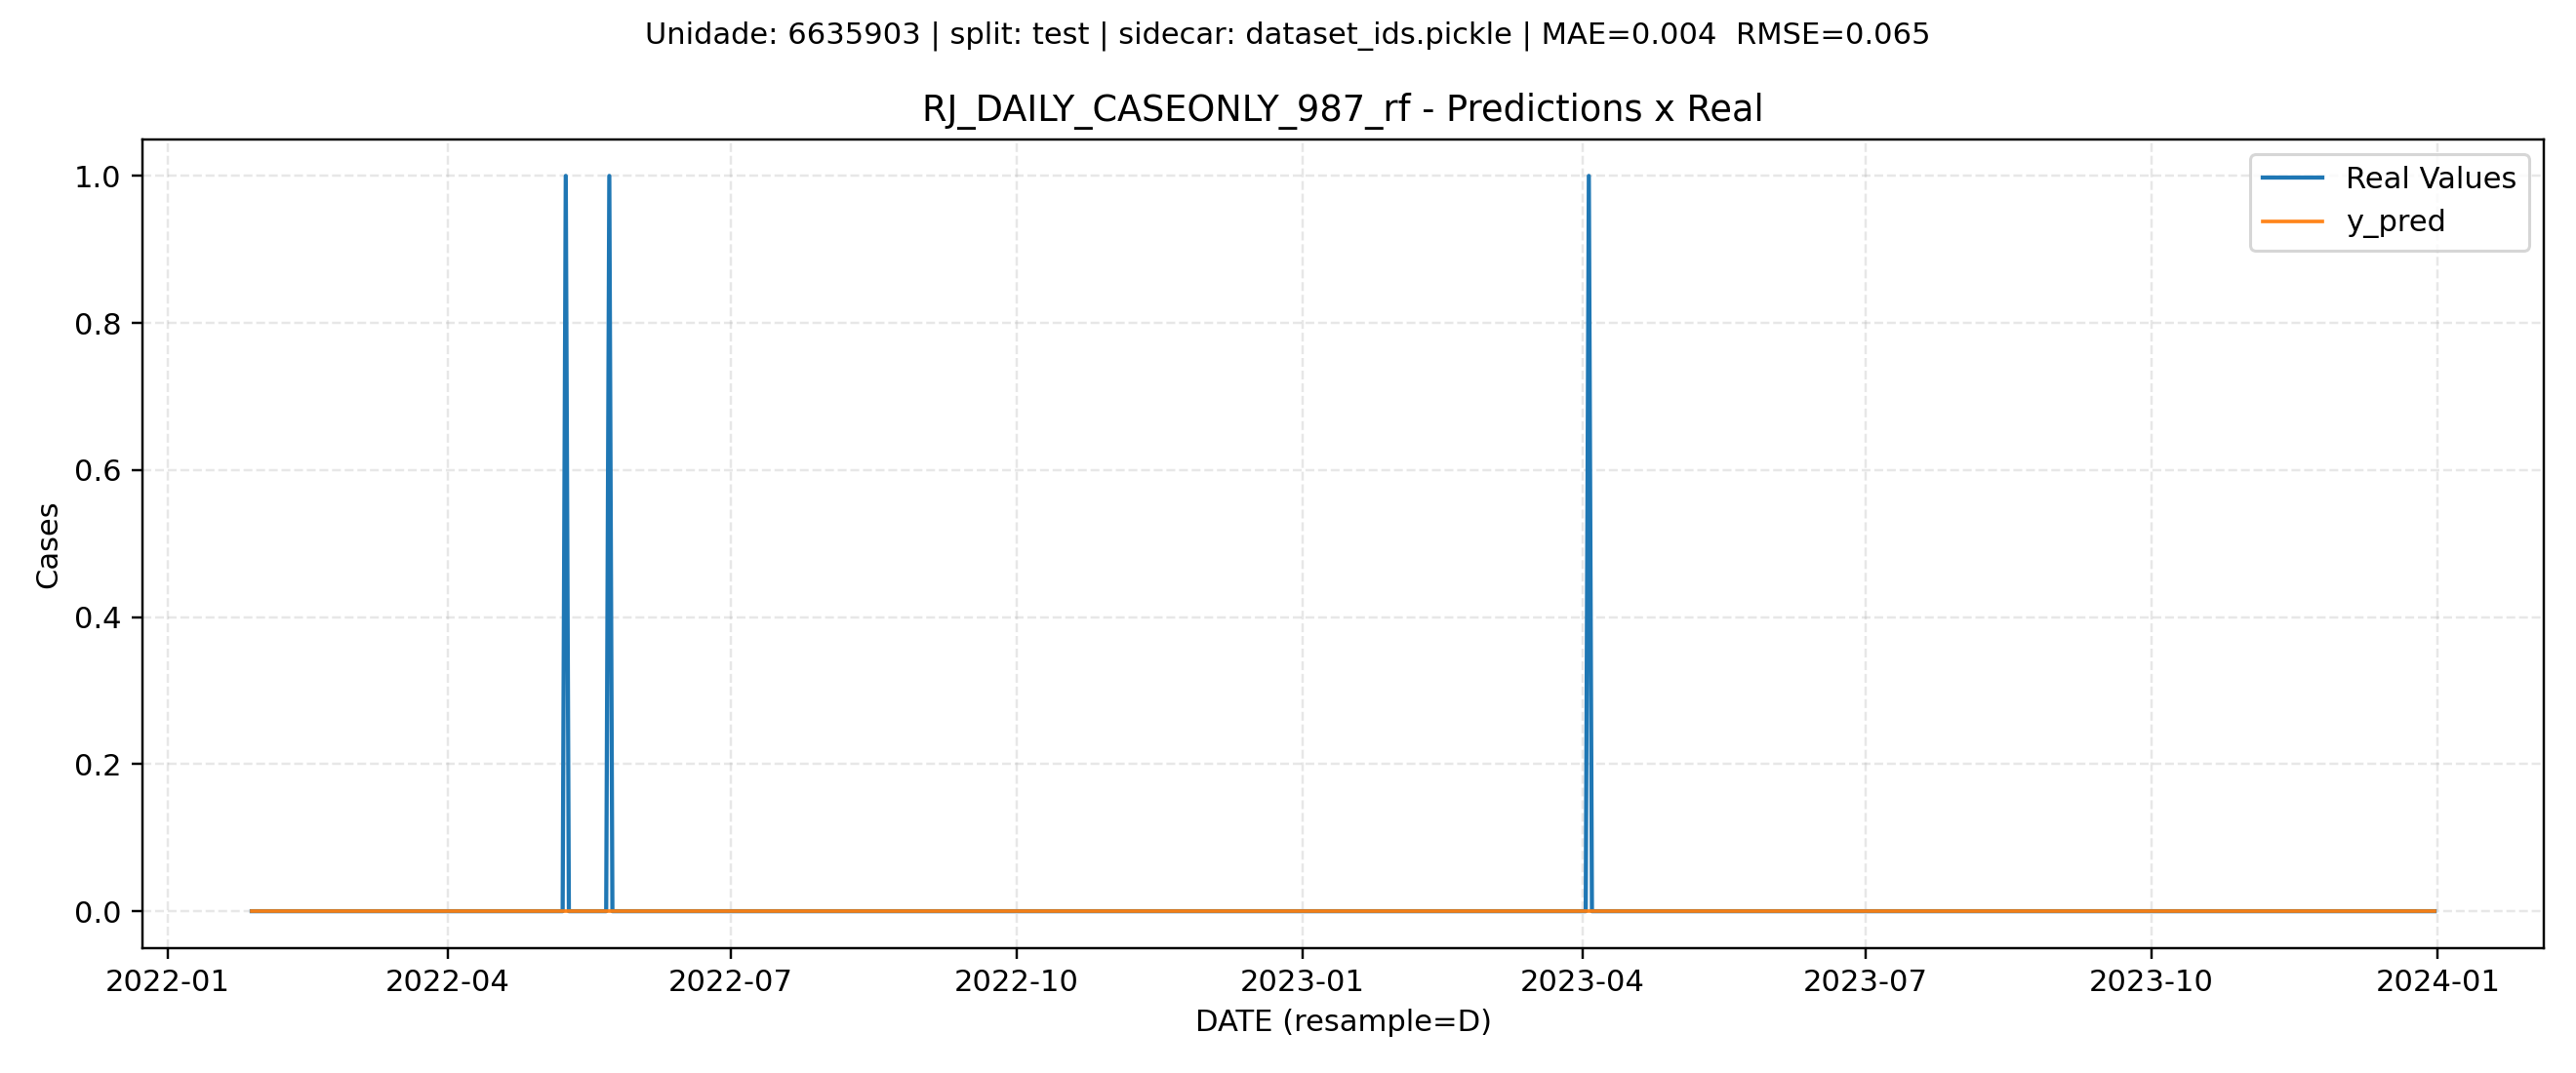 Unidade: 6635903 | split: test | sidecar: dataset_ids.pickle | MAE=0.004  RMSE=0.065
RJ_DAILY_CASEONLY_987_rf - Predictions x Real
Real Values
y_pred
Cases
1.0
0.8
0.6
0.4
0.2
0.0
2022-01 2022-04 2022-07 2022-10 2023-01 2023-04 2023-07 2023-10 2024-01
DATE (resample=D)